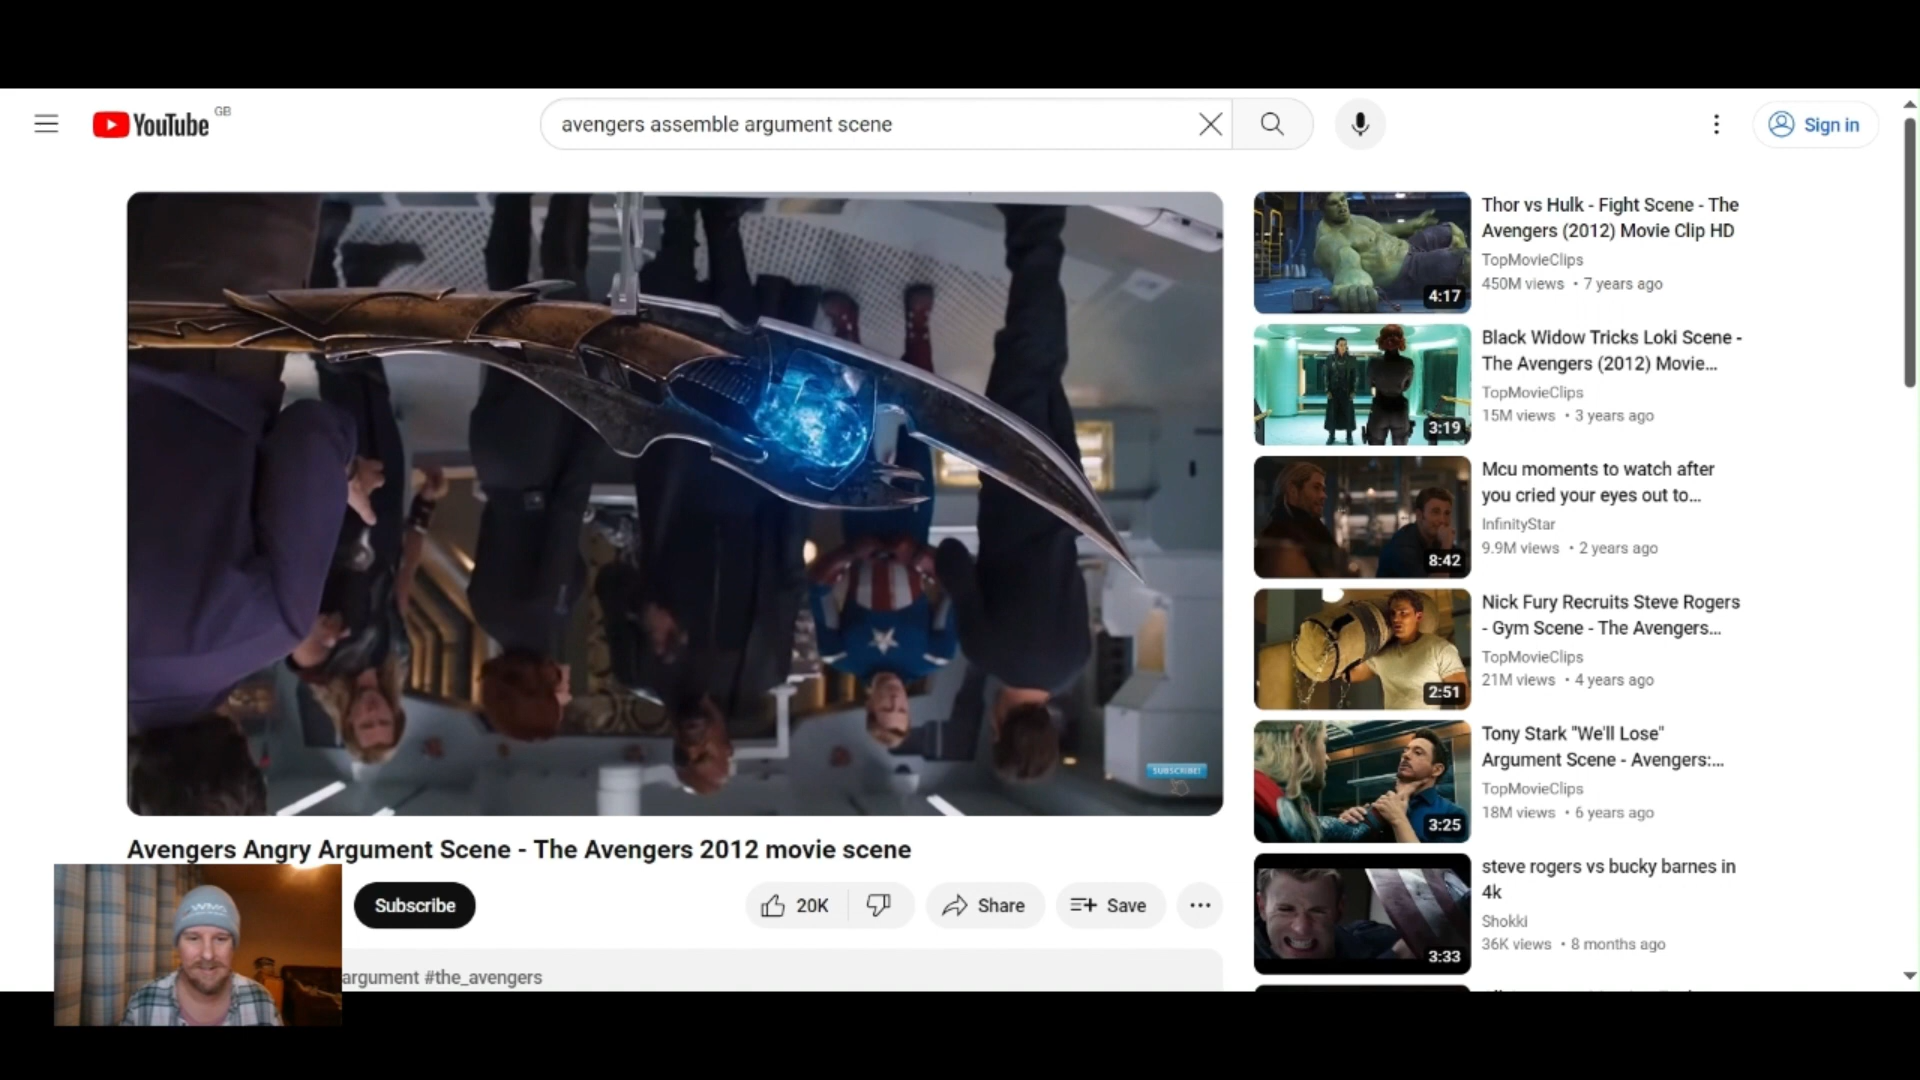 YouTube GB
avengers assemble argument scene
Sign in
SUBSCRIBE!
Avengers Angry Argument Scene - The Avengers 2012 movie scene
Subscribe
20K
Share
Save
argument #the_avengers
WMS
Thor vs Hulk - Fight Scene - The
Avengers (2012) Movie Clip HD
TopMovieClips
450M views • 7 years ago
4:17
Black Widow Tricks Loki Scene -
The Avengers (2012) Movie...
TopMovieClips
15M views • 3 years ago
3:19
Mcu moments to watch after
you cried your eyes out to...
InfinityStar
9.9M views • 2 years ago
8:42
Nick Fury Recruits Steve Rogers
- Gym Scene - The Avengers...
TopMovieClips
21M views • 4 years ago
2:51
Tony Stark "We'll Lose"
Argument Scene - Avengers:...
TopMovieClips
18M views • 6 years ago
3:25
steve rogers vs bucky barnes in
4k
Shokki
36K views • 8 months ago
3:33